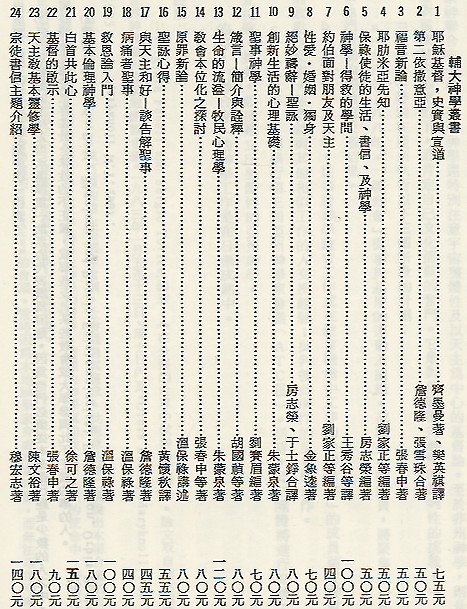 輔大神學叢書
1 耶穌基督，史實與宣道 齊墨曼著、樂英祺譯 七五元
2 第二依撒意亞 詹德隆、張雪珠合著 五〇元
3 福音新論 張春申等著 五〇元
4 耶肋米亞先知 劉家正等編著 五〇元
5 保祿使徒的生活、書信、及神學 房志榮編著 五〇元
6 神學—得救的學問 王秀谷等譯 一〇〇元
7 約伯面對朋友及天主 劉家正等編著 四〇元
8 性愛・婚姻・獨身 金象逵著 七〇元
9 絕妙禱辭—聖詠 房志榮、于士錚合譯 八〇元
10 創新生活的心理基礎 朱蒙泉著 八〇元
11 聖事神學 劉賽眉編著 七〇元
12 箴言—簡介與詮釋 胡國楨等著 八〇元
13 生命的流溢—牧民心理學 朱蒙泉著 一二〇元
14 教會本位化之探討 張春申等著 八〇元
15 原罪新論 溫保祿講述 八〇元
16 聖詠心得 黃懷秋譯 五五元
17 與天主和好—談告解聖事 詹德隆著 四五元
18 病痛者聖事 溫保祿著 四〇元
19 救恩論入門 溫保祿著 一〇〇元
20 基本倫理神學 詹德隆著 一八〇元
21 白首共此心 徐可之著 一五〇元
22 基督的啟示 張春申著 九〇元
23 天主教基本靈修學 陳文裕著 一八〇元
24 宗徒書信主題介紹 穆宏志著 一四〇元